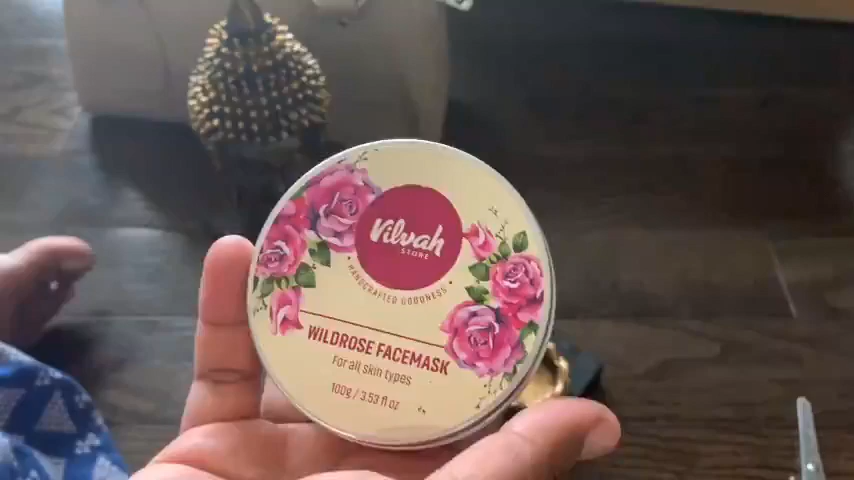 Vilvah
STORE
HANDCRAFTED GOODNESS
WILDROSE FACEMASK
For all skin types
100g / 3.53 fl oz